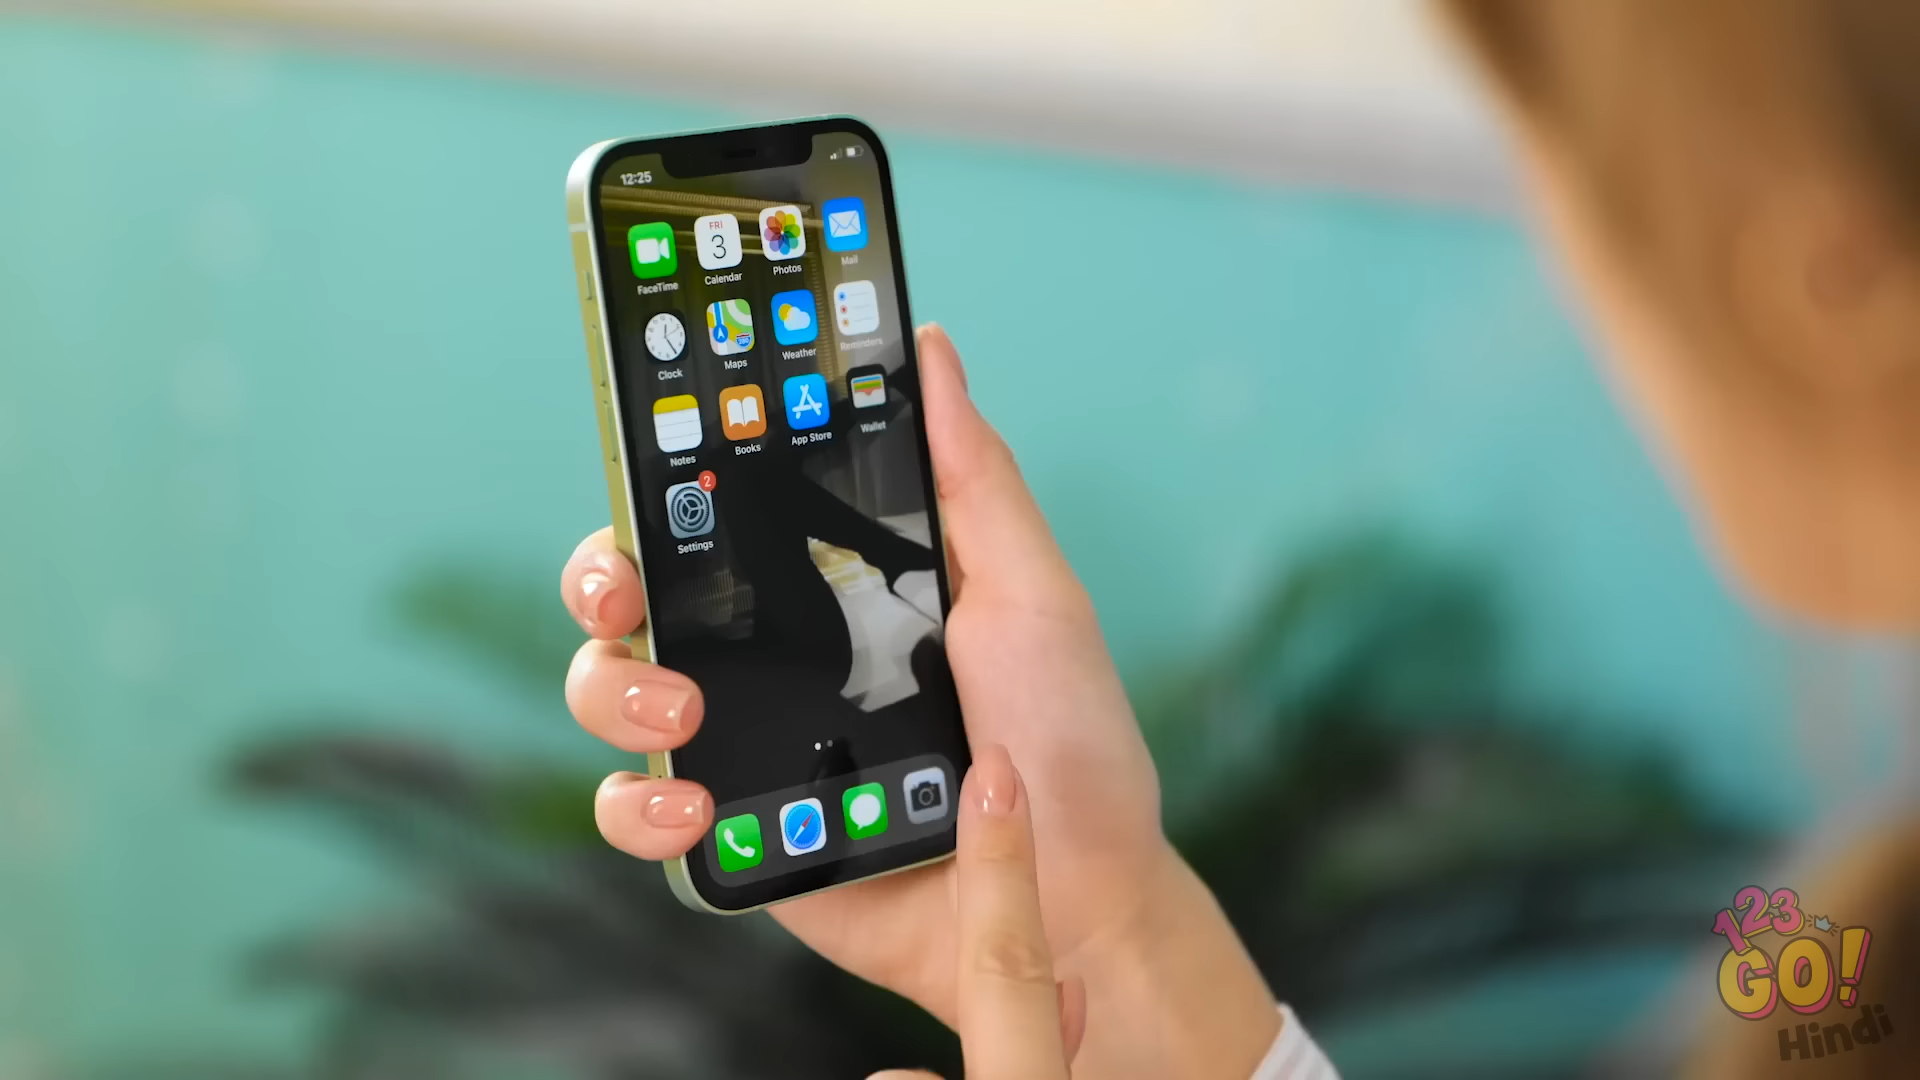 12:25
FaceTime
FRI
3
Calendar
Photos
Mail
Clock
280
Maps
Weather
Reminders
Notes
Books
App Store
Wallet
2
Settings
123
GO!
Hindi